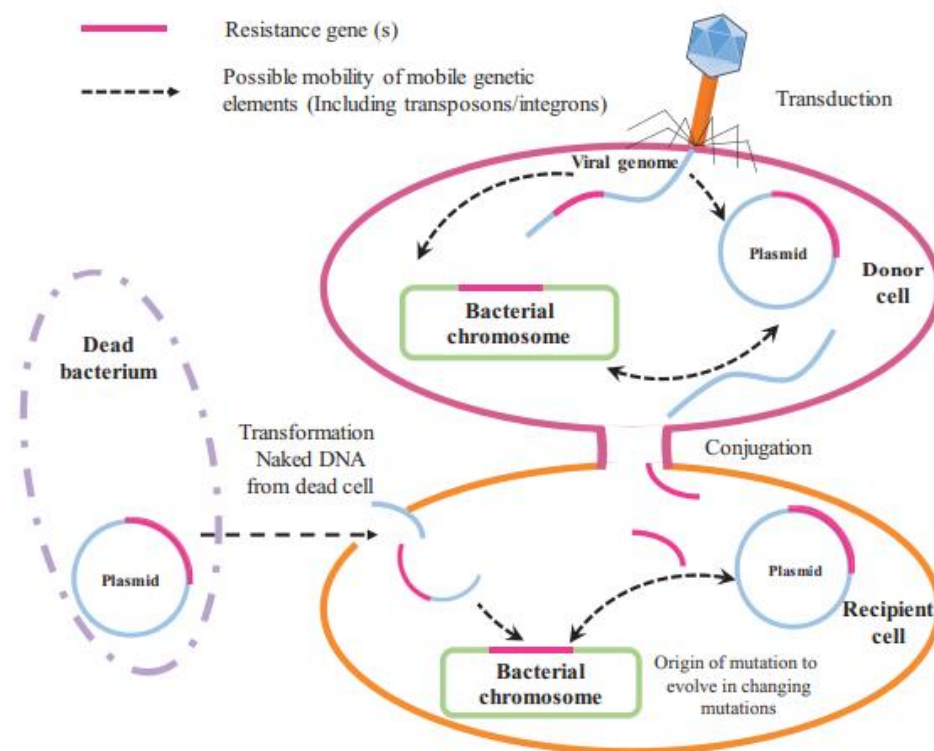 Resistance gene (s)
Possible mobility of mobile genetic
elements (Including transposons/integrons)
Transduction
Viral genome
Plasmid
Donor
cell
Bacterial
chromosome
Dead
bacterium
Transformation
Naked DNA
from dead cell
Conjugation
Plasmid
Plasmid
Recipient
cell
Bacterial
chromosome
Origin of mutation to
evolve in changing
mutations